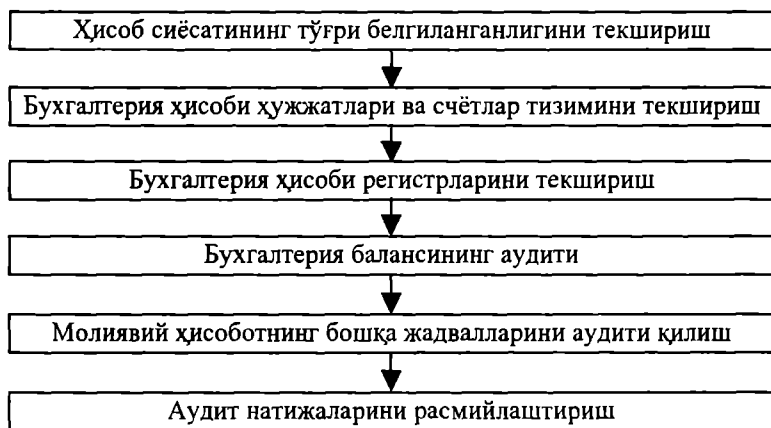 Ҳисоб сиёсатининг тўғри белгиланганлигини текшириш
Бухгалтерия ҳисоби ҳужжатлари ва счётлар тизимини текшириш
Бухгалтерия ҳисоби регистрларини текшириш
Бухгалтерия балансининг аудити
Молиявий ҳисоботнинг бошқа жадвалларини аудити қилиш
Аудит натижаларини расмийлаштириш